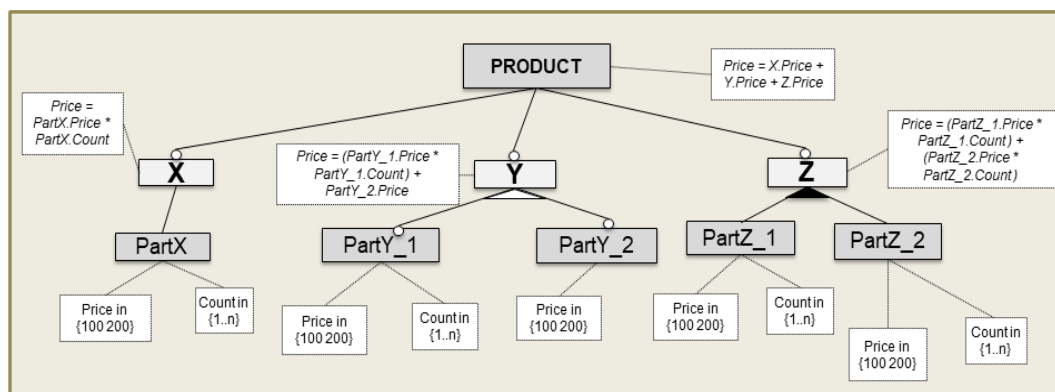 PRODUCT
Price = X.Price +
Y.Price + Z.Price
Price =
PartX.Price *
PartX.Count
X
Price = (PartY_1.Price *
PartY_1.Count) +
PartY_2.Price
Y
Z
Price = (PartZ_1.Price *
PartZ_1.Count) +
(PartZ_2.Price *
PartZ_2.Count)
PartX
PartY_1
PartY_2
PartZ_1
PartZ_2
Price in
{100 200}
Count in
{1..n}
Price in
{100 200}
Count in
{1..n}
Price in
{100 200}
Price in
{100 200}
Count in
{1..n}
Price in
{100 200}
Count in
{1..n}